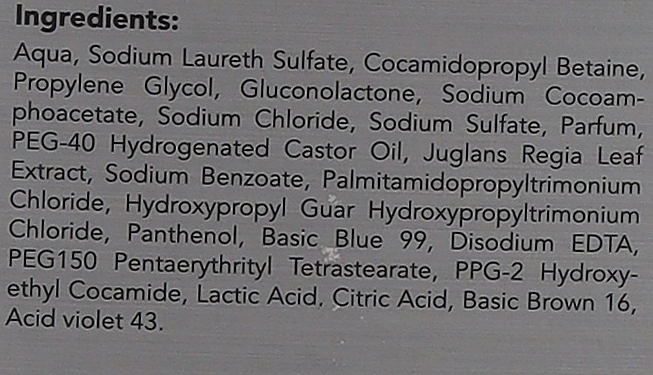 Ingredients:
Aqua, Sodium Laureth Sulfate, Cocamidopropyl Betaine,
Propylene Glycol, Gluconolactone, Sodium Cocoam-
phoacetate, Sodium Chloride, Sodium Sulfate, Parfum,
PEG-40 Hydrogenated Castor Oil, Juglans Regia Leaf
Extract, Sodium Benzoate, Palmitamidopropyltrimonium
Chloride, Hydroxypropyl Guar Hydroxypropyltrimonium
Chloride, Panthenol, Basic Blue 99, Disodium EDTA,
PEG150 Pentaerythrityl Tetrastearate, PPG-2 Hydroxy-
ethyl Cocamide, Lactic Acid, Citric Acid, Basic Brown 16,
Acid violet 43.